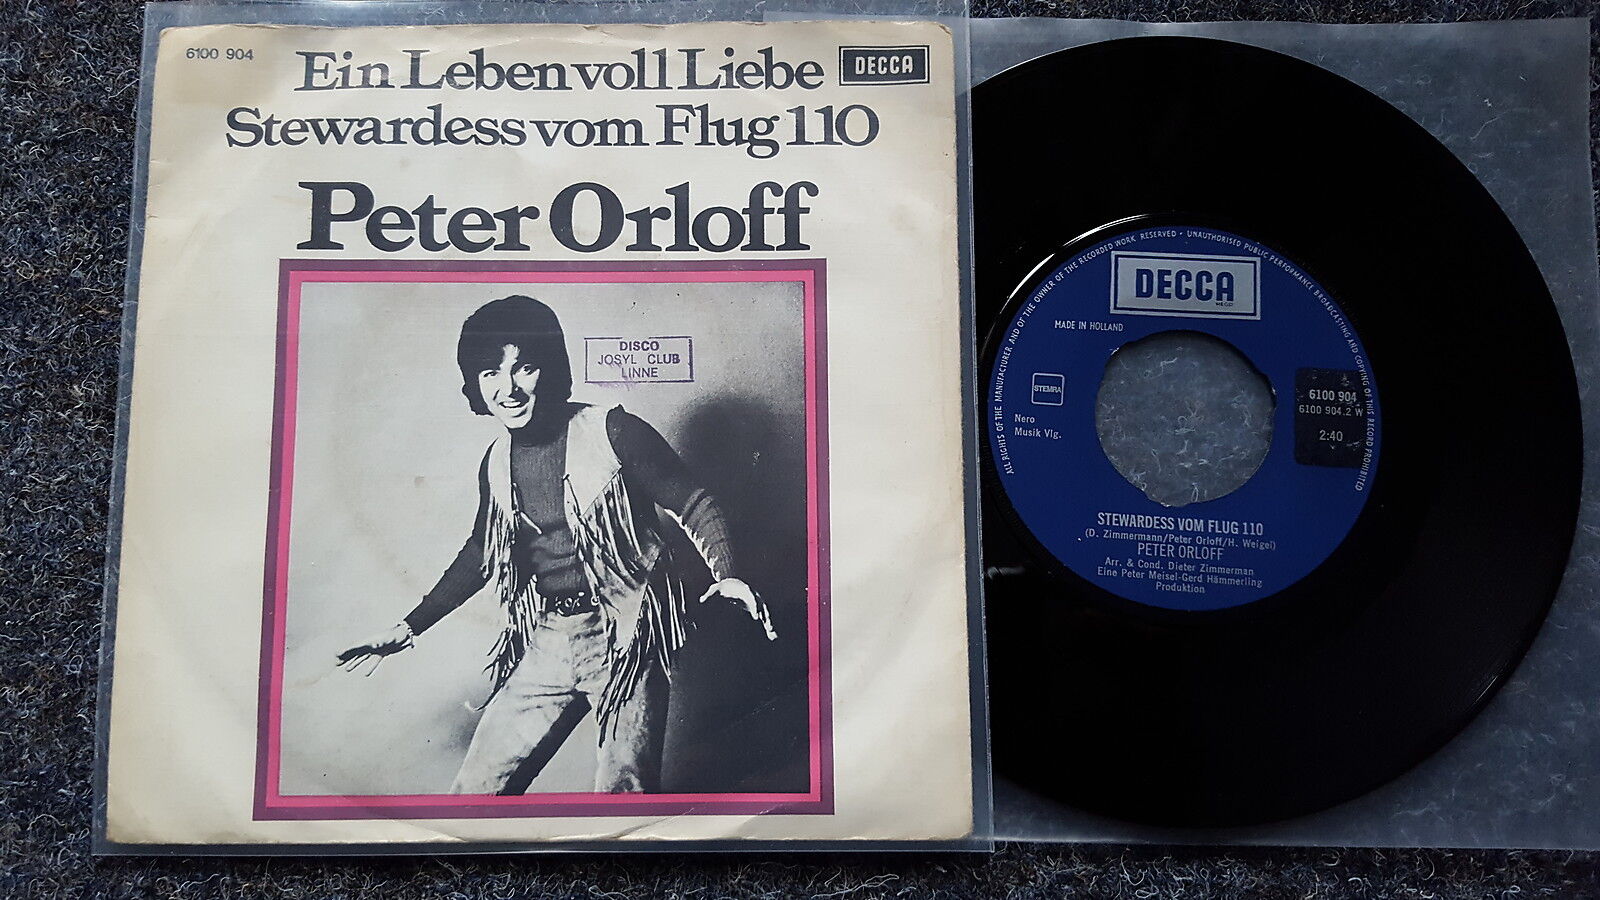 6100 904
Ein Leben voll Liebe
DECCA
Stewardess vom Flug 110
Peter Orloff
DISCO
JOSYL CLUB
LINNE
ALL RIGHTS OF THE MANUFACTURER AND OF THE OWNER OF THE RECORDED WORK RESERVED • UNAUTHORISED PUBLIC PERFORMANCE BROADCASTING AND COPYING OF THIS RECORD PROHIBITED
DECCA
MADE IN HOLLAND
STEMRA
Nero
Musik Vlg.
6100 904
6100 904.2 W
2:40
STEWARDESS VOM FLUG 110
(D. Zimmermann/Peter Orloff/H. Weigel)
PETER ORLOFF
Arr. & Cond. Dieter Zimmerman
Eine Peter Meisel-Gerd Hämmerling
Produktion